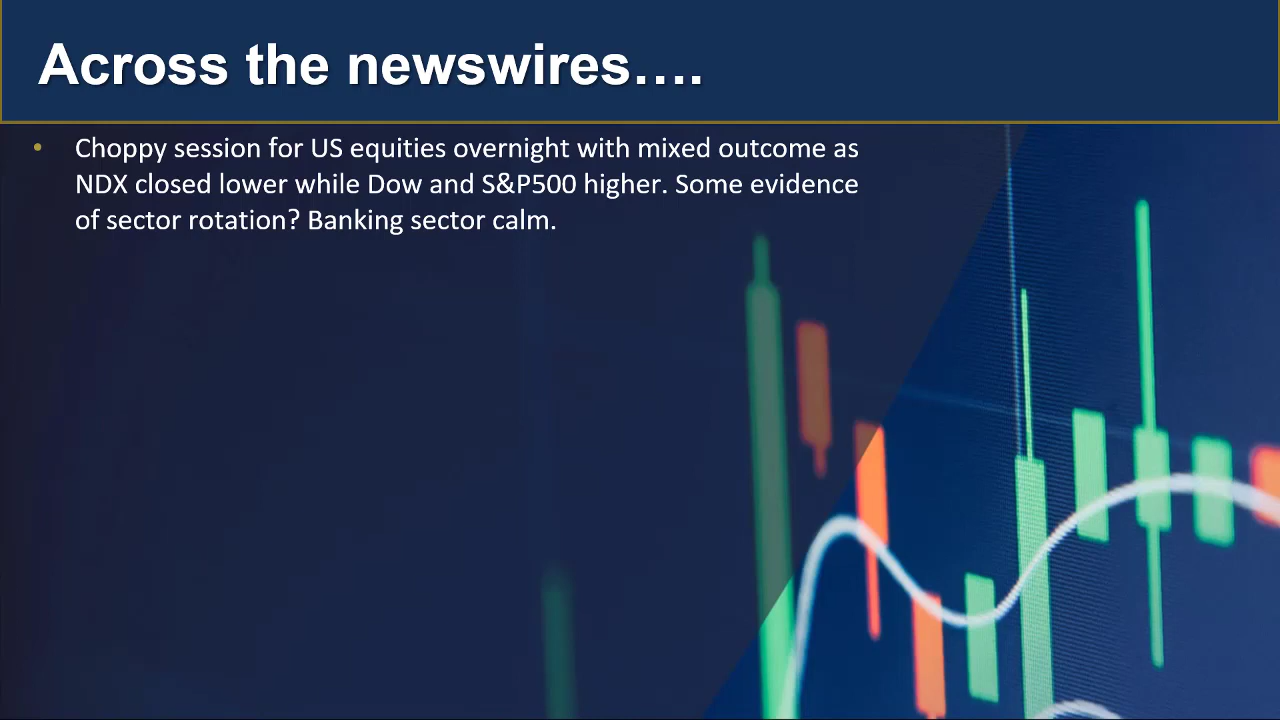 Across the newswires….
• Choppy session for US equities overnight with mixed outcome as
NDX closed lower while Dow and S&P500 higher. Some evidence
of sector rotation? Banking sector calm.